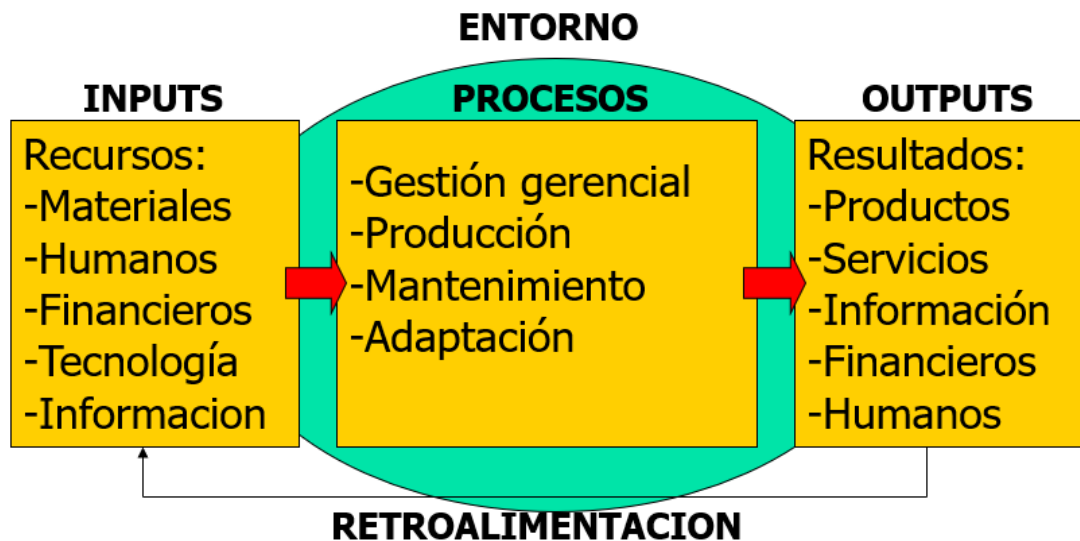 ENTORNO
INPUTS
Recursos:
-Materiales
-Humanos
-Financieros
-Tecnología
-Informacion
PROCESOS
-Gestión gerencial
-Producción
-Mantenimiento
-Adaptación
OUTPUTS
Resultados:
-Productos
-Servicios
-Información
-Financieros
-Humanos
RETROALIMENTACION